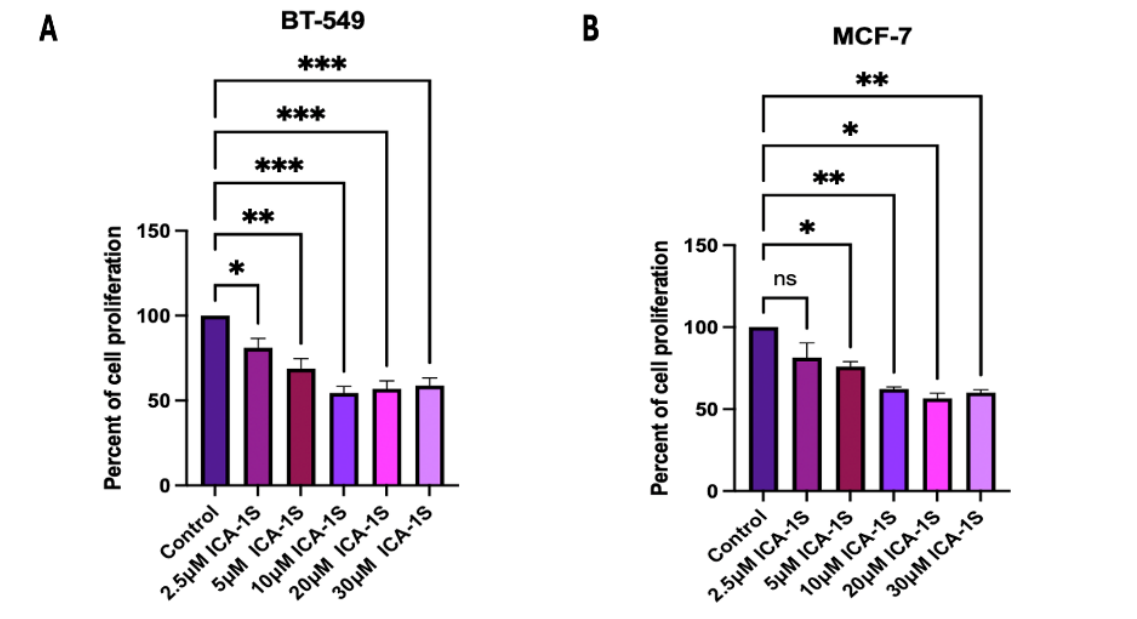 A
BT-549
***
***
***
**
*
Percent of cell proliferation
150
100
50
0
Control
2.5µM ICA-1S
5µM ICA-1S
10µM ICA-1S
20µM ICA-1S
30µM ICA-1S
B
MCF-7
**
*
**
*
ns
Percent of cell proliferation
150
100
50
0
Control
2.5µM ICA-1S
5µM ICA-1S
10µM ICA-1S
20µM ICA-1S
30µM ICA-1S